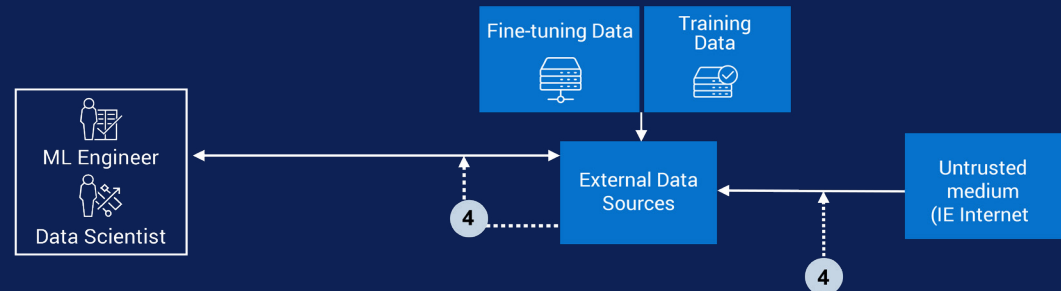 Fine-tuning Data
Training
Data
ML Engineer
Data Scientist
4
External Data
Sources
4
Untrusted
medium
(IE Internet